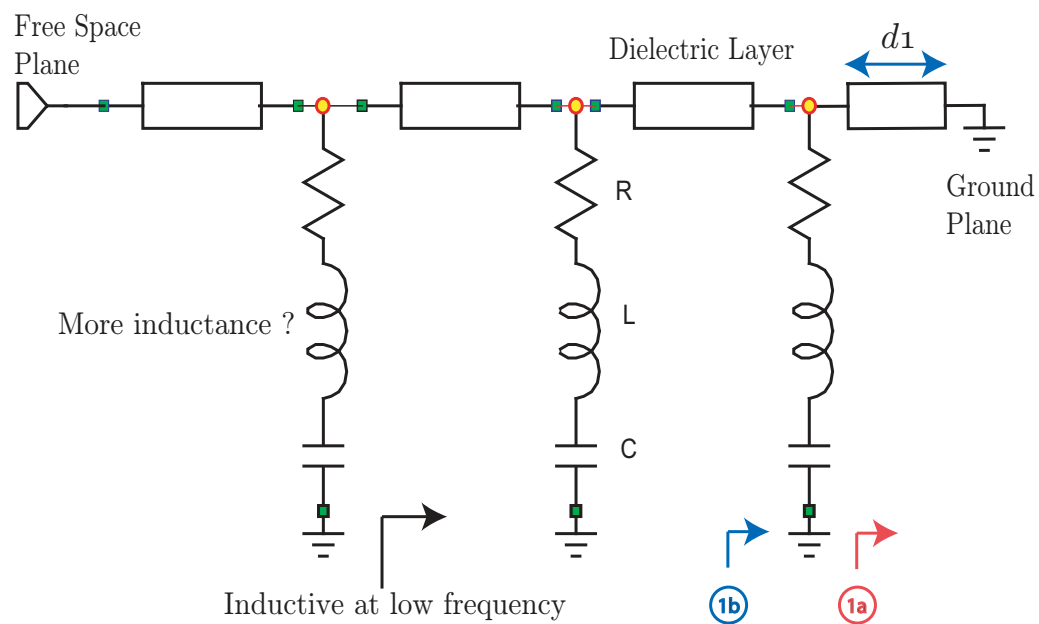 Free Space
Plane
Dielectric Layer
d1
R
Ground
Plane
More inductance ?
L
C
Inductive at low frequency
1b
1a